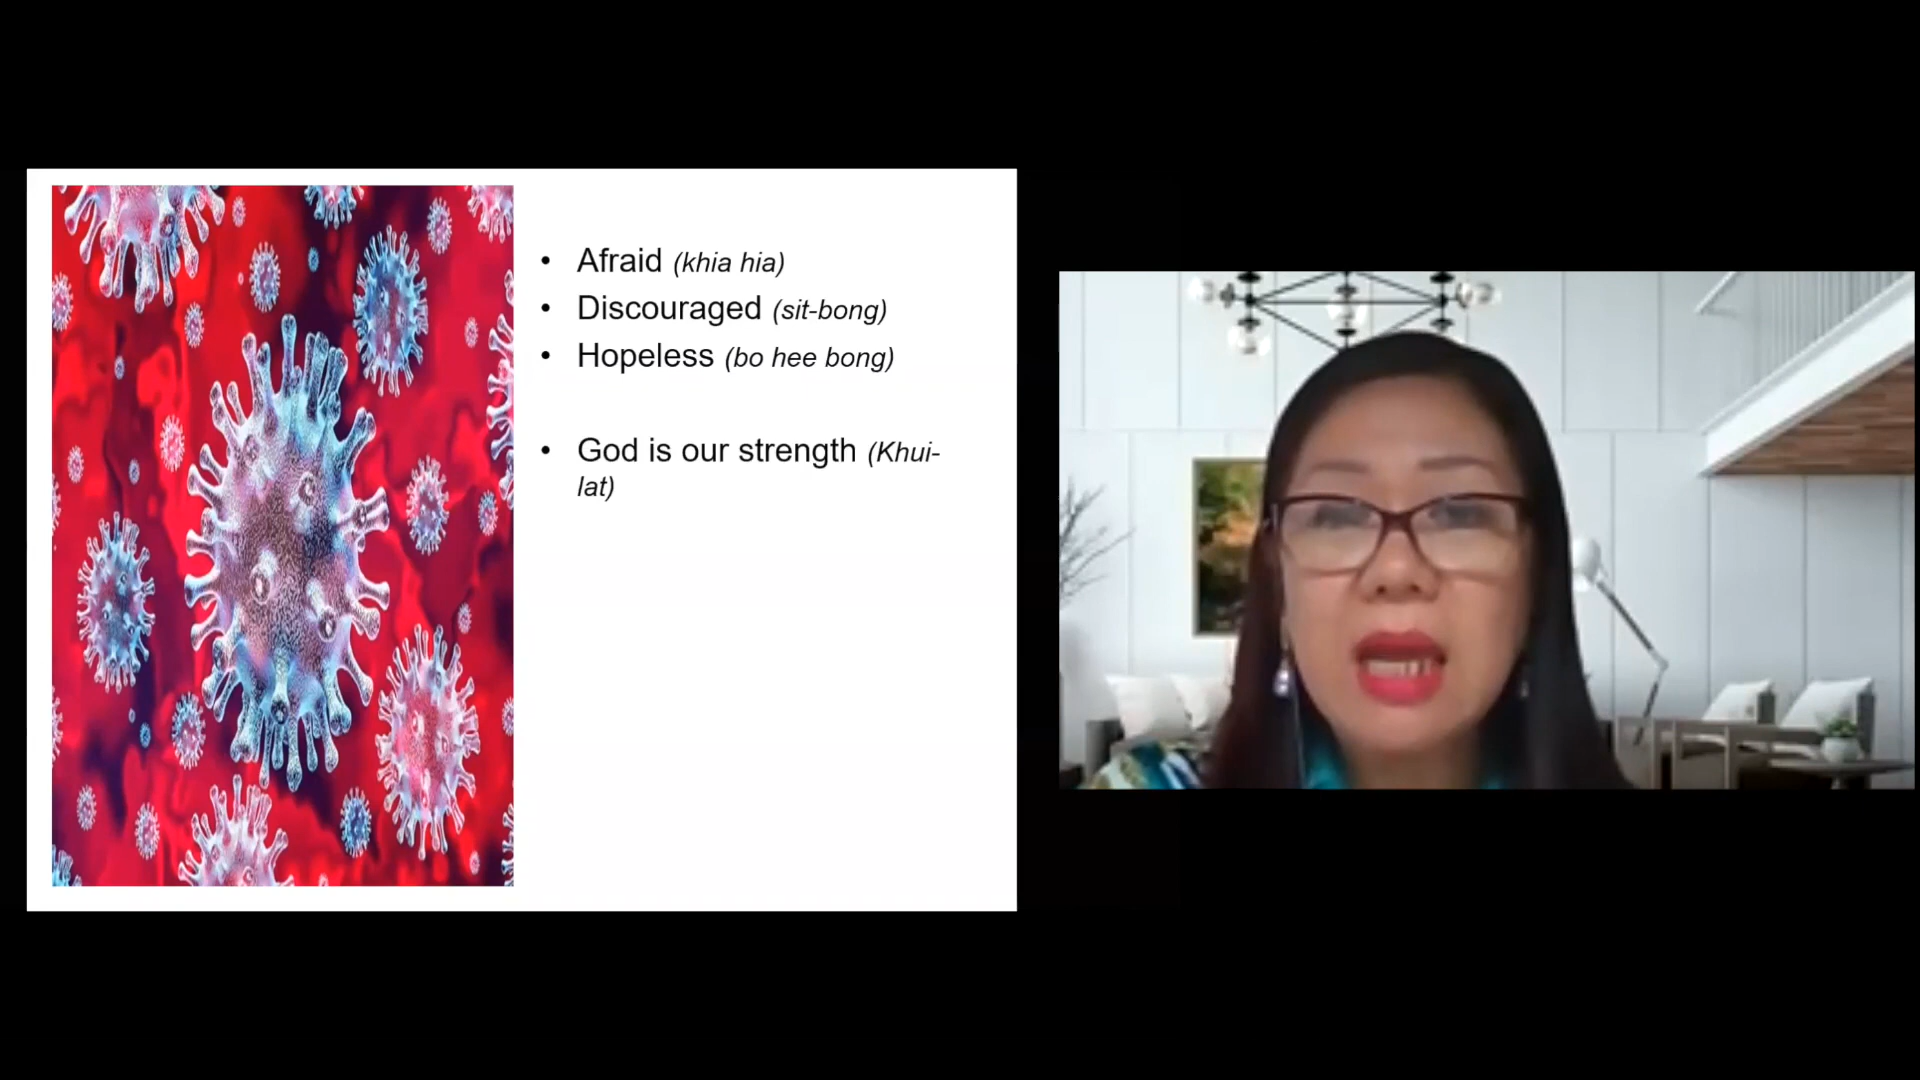 • Afraid (khia hia)
• Discouraged (sit-bong)
• Hopeless (bo hee bong)
• God is our strength (Khui-
lat)